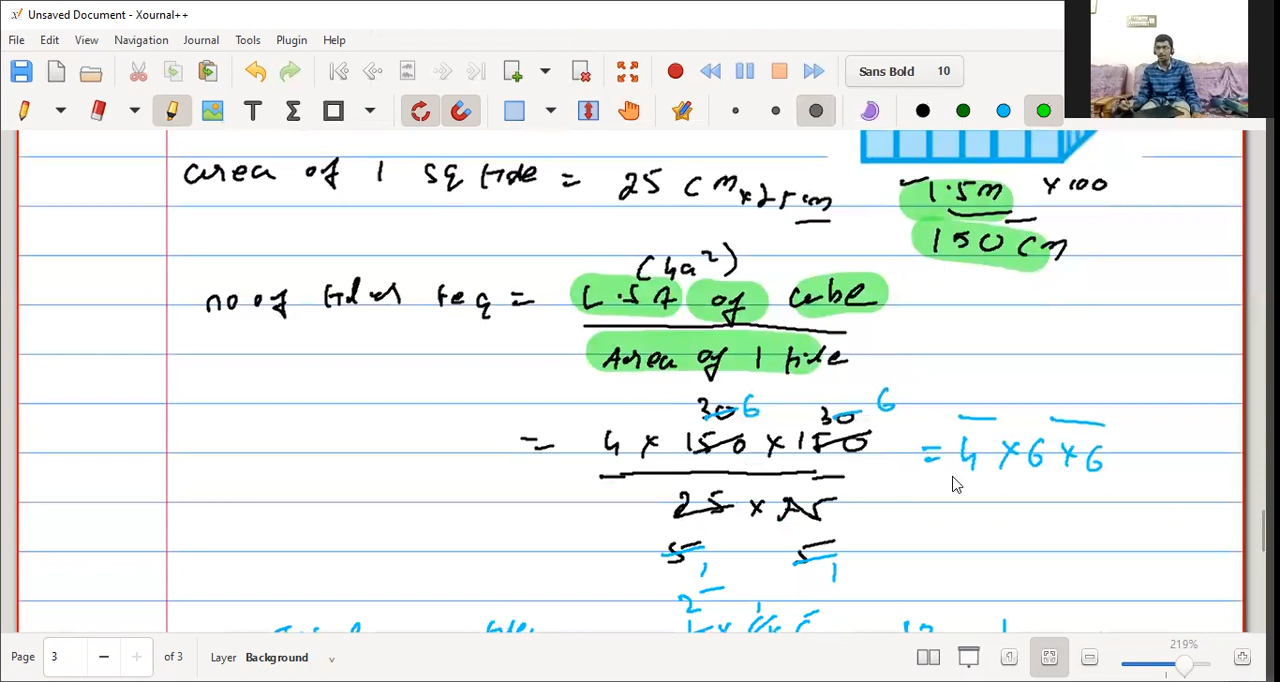 Unsaved Document - Xournal++
File Edit View Navigation Journal Tools Plugin Help
Sans Bold 10
area of 1 sq tile = 25 cm x 25 cm
1.5m x 100
150 cm
(4a²)
no of tiles req = L.SA of cube
Area of 1 tile
30 6 30 6
= 4 x 150 x 150 = 4 x 6 x 6
25 x 25
5 5
1 1
2
Page 3 of 3 Layer Background 219%